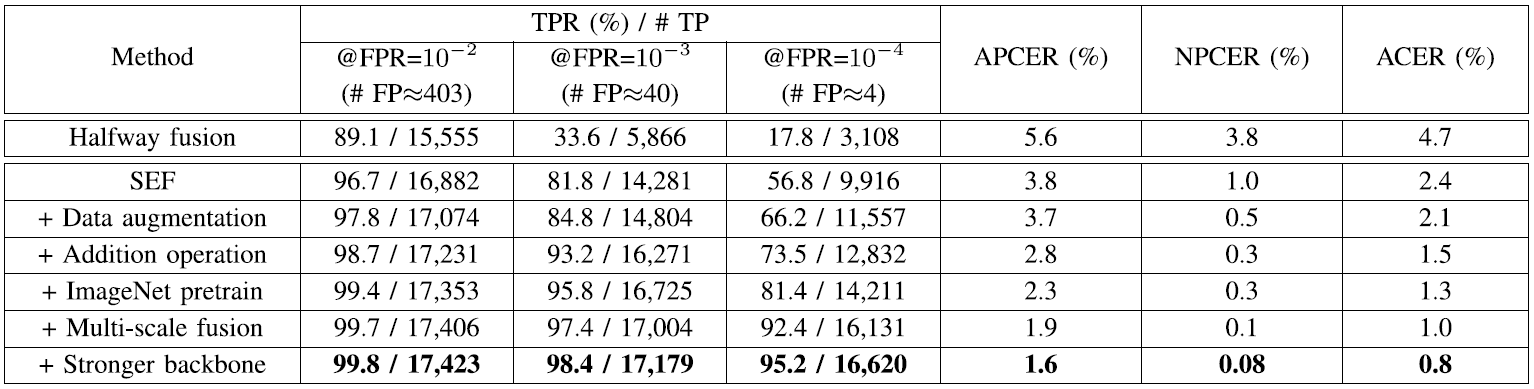 Method TPR (%) / # TP APCER (%) NPCER (%) ACER (%)
@FPR=10⁻² @FPR=10⁻³ @FPR=10⁻⁴
(# FP≈403) (# FP≈40) (# FP≈4)
Halfway fusion 89.1 / 15,555 33.6 / 5,866 17.8 / 3,108 5.6 3.8 4.7
SEF 96.7 / 16,882 81.8 / 14,281 56.8 / 9,916 3.8 1.0 2.4
+ Data augmentation 97.8 / 17,074 84.8 / 14,804 66.2 / 11,557 3.7 0.5 2.1
+ Addition operation 98.7 / 17,231 93.2 / 16,271 73.5 / 12,832 2.8 0.3 1.5
+ ImageNet pretrain 99.4 / 17,353 95.8 / 16,725 81.4 / 14,211 2.3 0.3 1.3
+ Multi-scale fusion 99.7 / 17,406 97.4 / 17,004 92.4 / 16,131 1.9 0.1 1.0
+ Stronger backbone 99.8 / 17,423 98.4 / 17,179 95.2 / 16,620 1.6 0.08 0.8